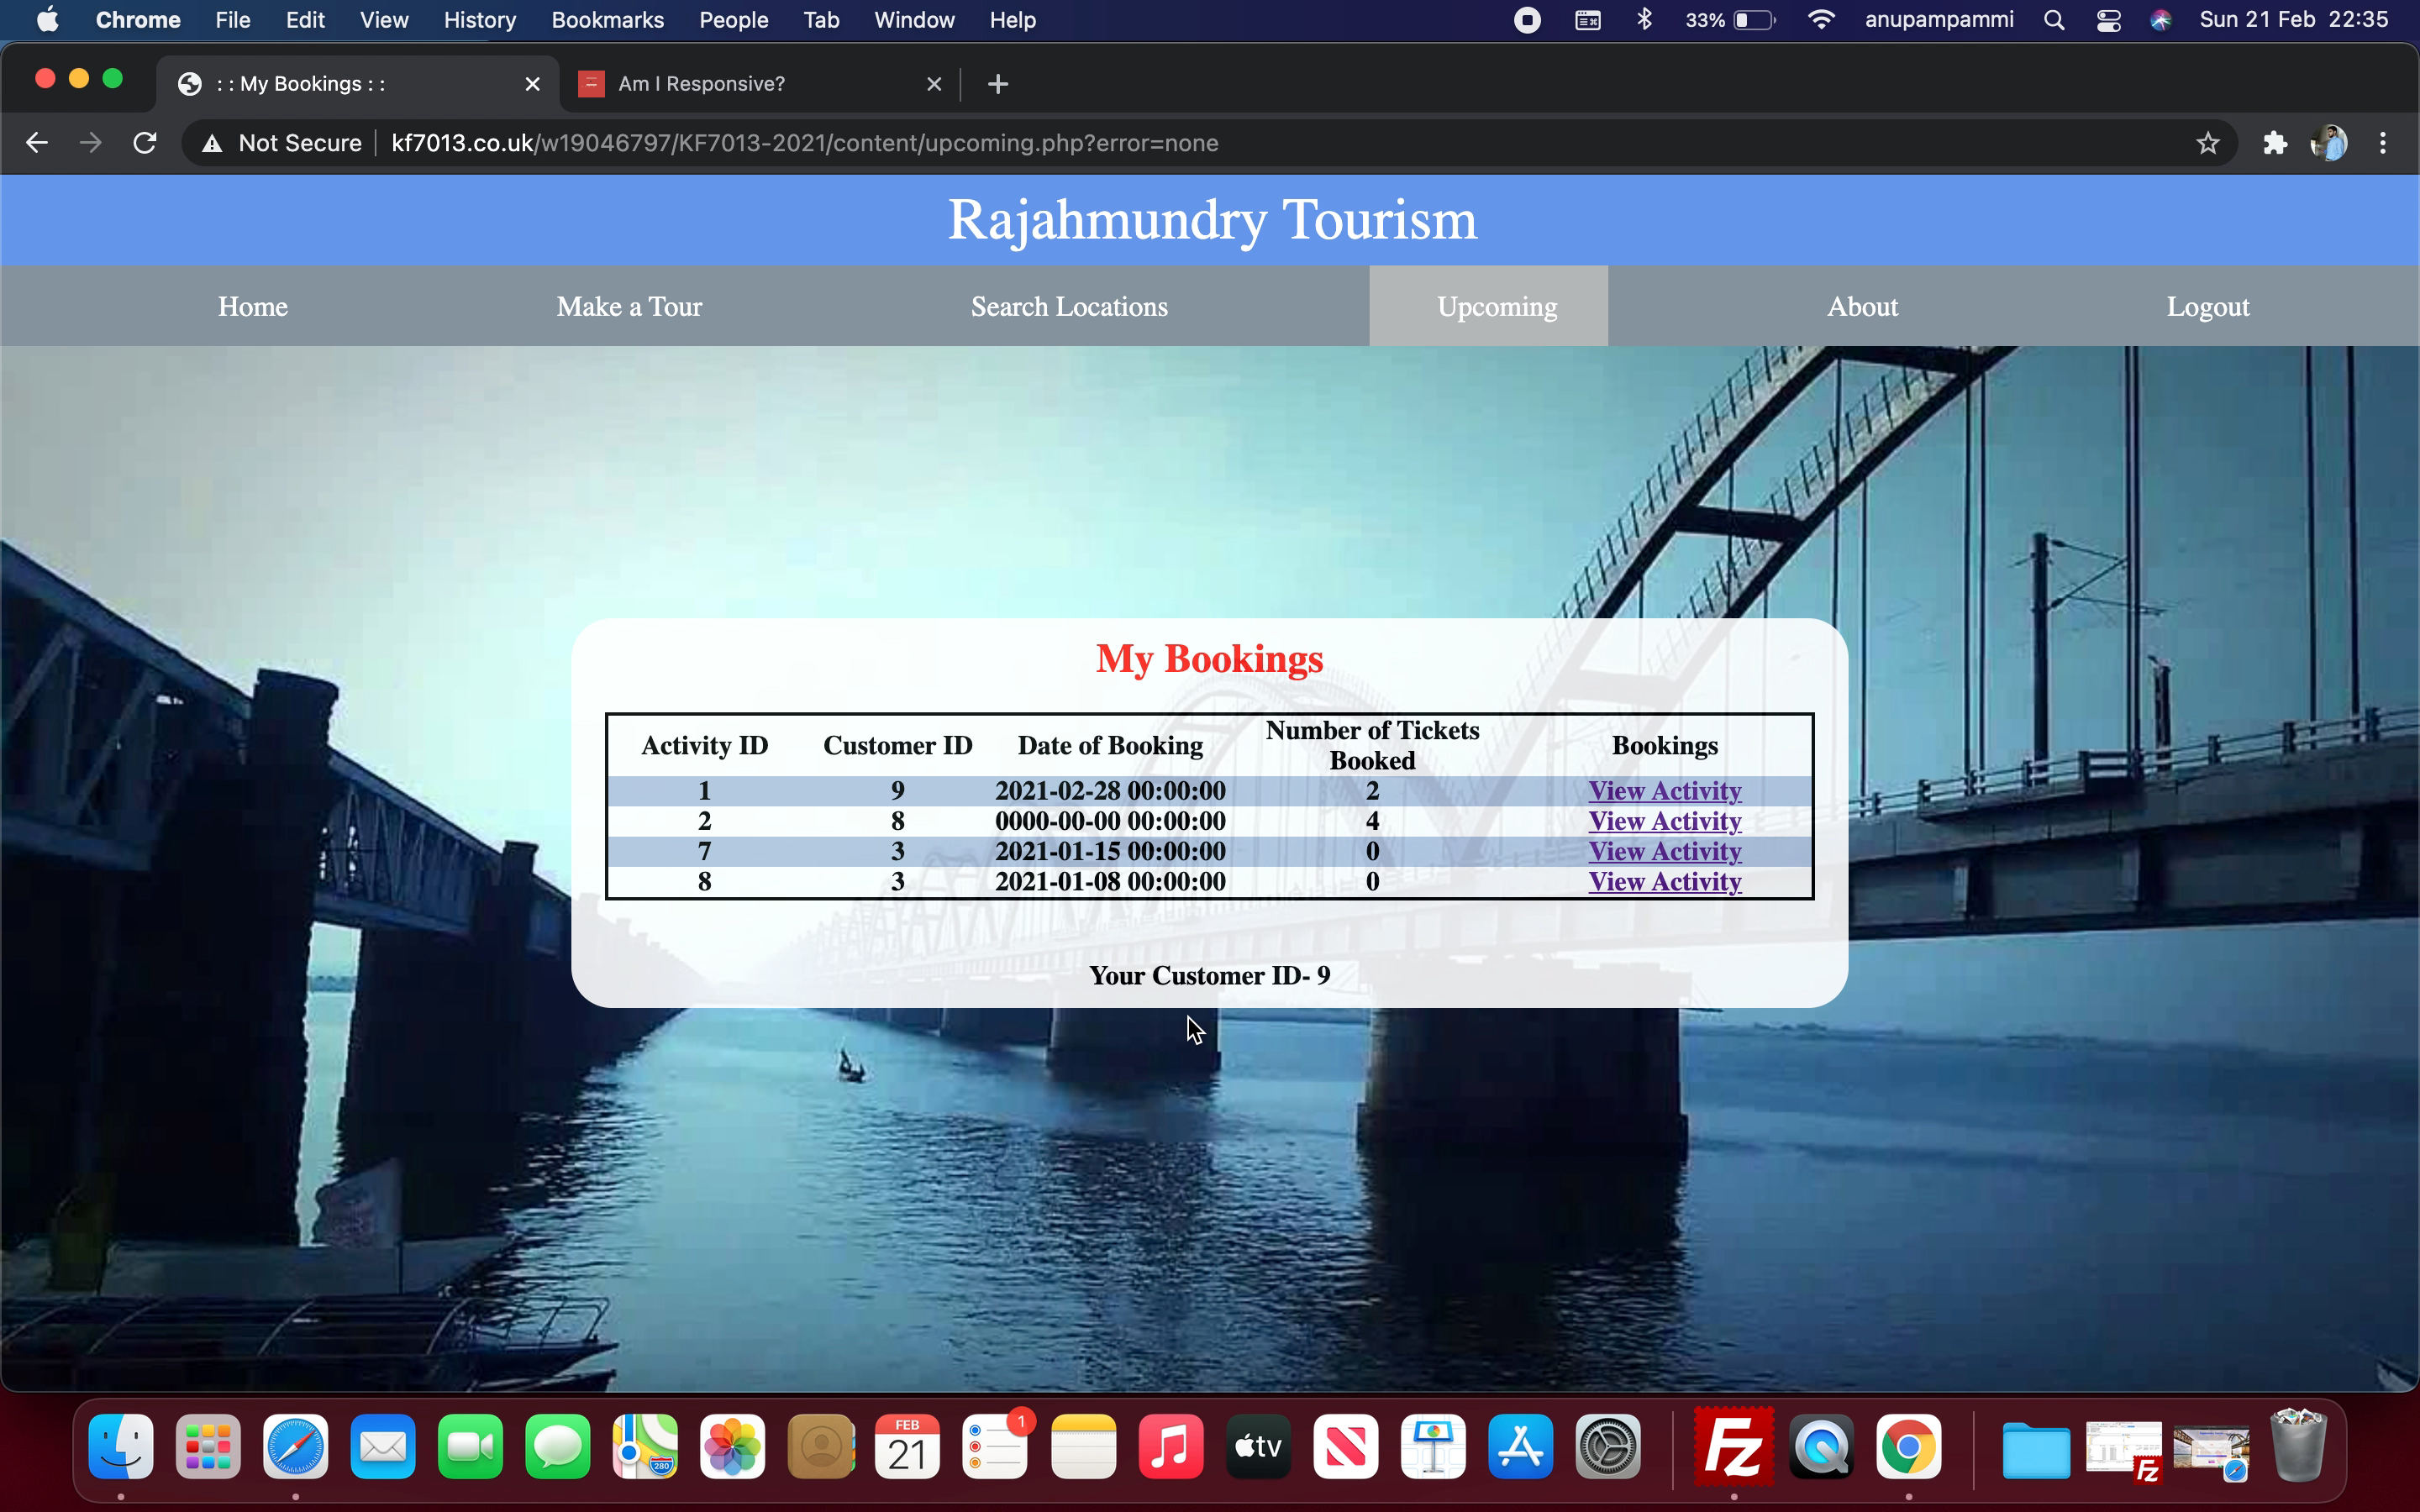 Chrome File Edit View History Bookmarks People Tab Window Help 33% anupampammi Sun 21 Feb 22:35
: : My Bookings : : Am I Responsive?
Not Secure kf7013.co.uk/w19046797/KF7013-2021/content/upcoming.php?error=none
Rajahmundry Tourism
Home Make a Tour Search Locations Upcoming About Logout
My Bookings
Activity ID Customer ID Date of Booking Number of Tickets Booked Bookings
1 9 2021-02-28 00:00:00 2 View Activity
2 8 0000-00-00 00:00:00 4 View Activity
7 3 2021-01-15 00:00:00 0 View Activity
8 3 2021-01-08 00:00:00 0 View Activity
Your Customer ID- 9
280 FEB 21 1 tv Fz Fz